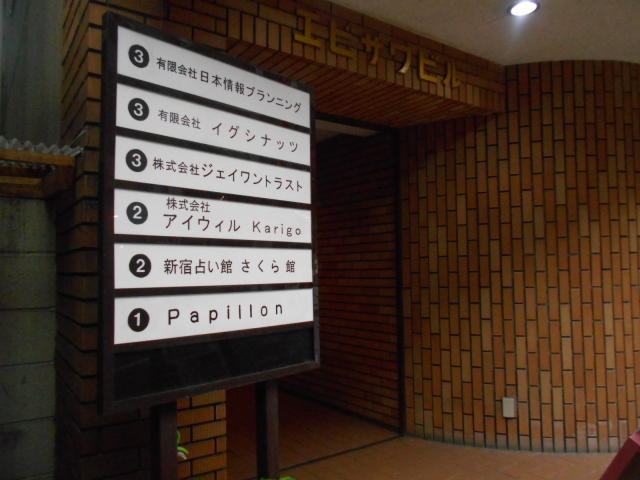 エビサワビル
3 有限会社日本情報プランニング
3 有限会社 イグシナッツ
3 株式会社ジェイワントラスト
2 株式会社
アイウィル Karigo
2 新宿占い館 さくら館
1 Papillon